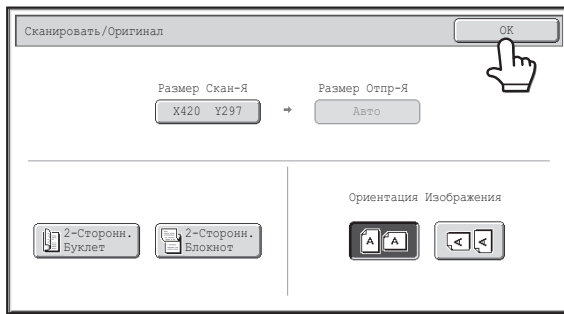 Сканировать/Оригинал
OK
Размер Скан-Я
Размер Отпр-Я
X420 Y297
Авто
Ориентация Изображения
2-Сторонн.
Буклет
2-Сторонн.
Блокнот
A A
A A